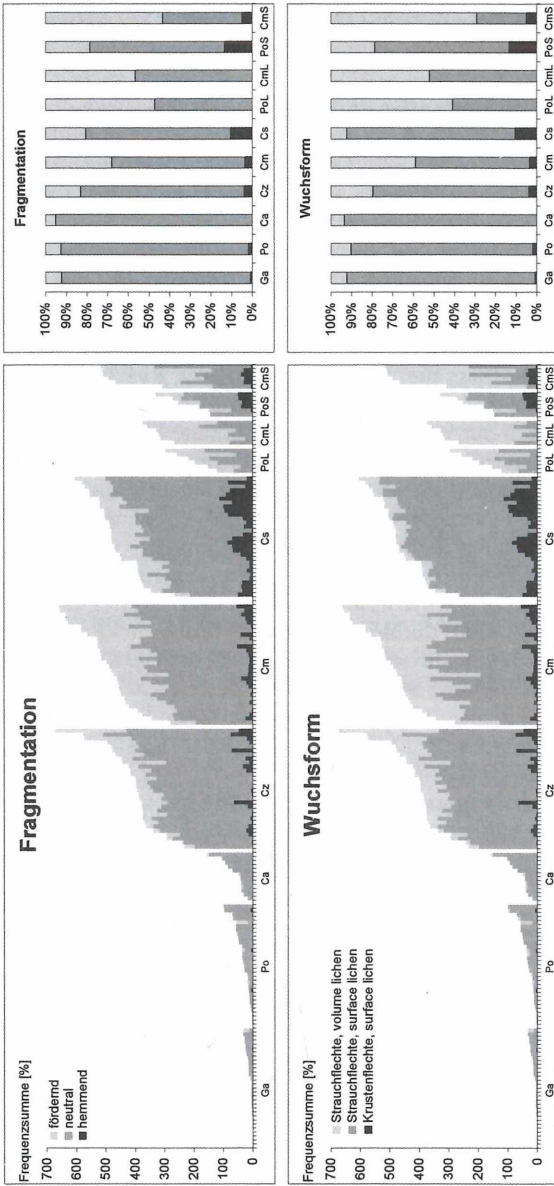 Fragmentation
Frequenzsumme [%]
fördernd
neutral
hemmend
700
600
500
400
300
200
100
0
Ga Po Ca Cz Cm Cs PoL CmL PoS CmS
Fragmentation
100%
90%
80%
70%
60%
50%
40%
30%
20%
10%
0%
Ga Po Ca Cz Cm Cs PoL CmL PoS CmS
Wuchsform
Frequenzsumme [%]
Strauchflechte, volume lichen
Strauchflechte, surface lichen
Krustenflechte, surface lichen
700
600
500
400
300
200
100
0
Ga Po Ca Cz Cm Cs PoL CmL PoS CmS
Wuchsform
100%
90%
80%
70%
60%
50%
40%
30%
20%
10%
0%
Ga Po Ca Cz Cm Cs PoL CmL PoS CmS